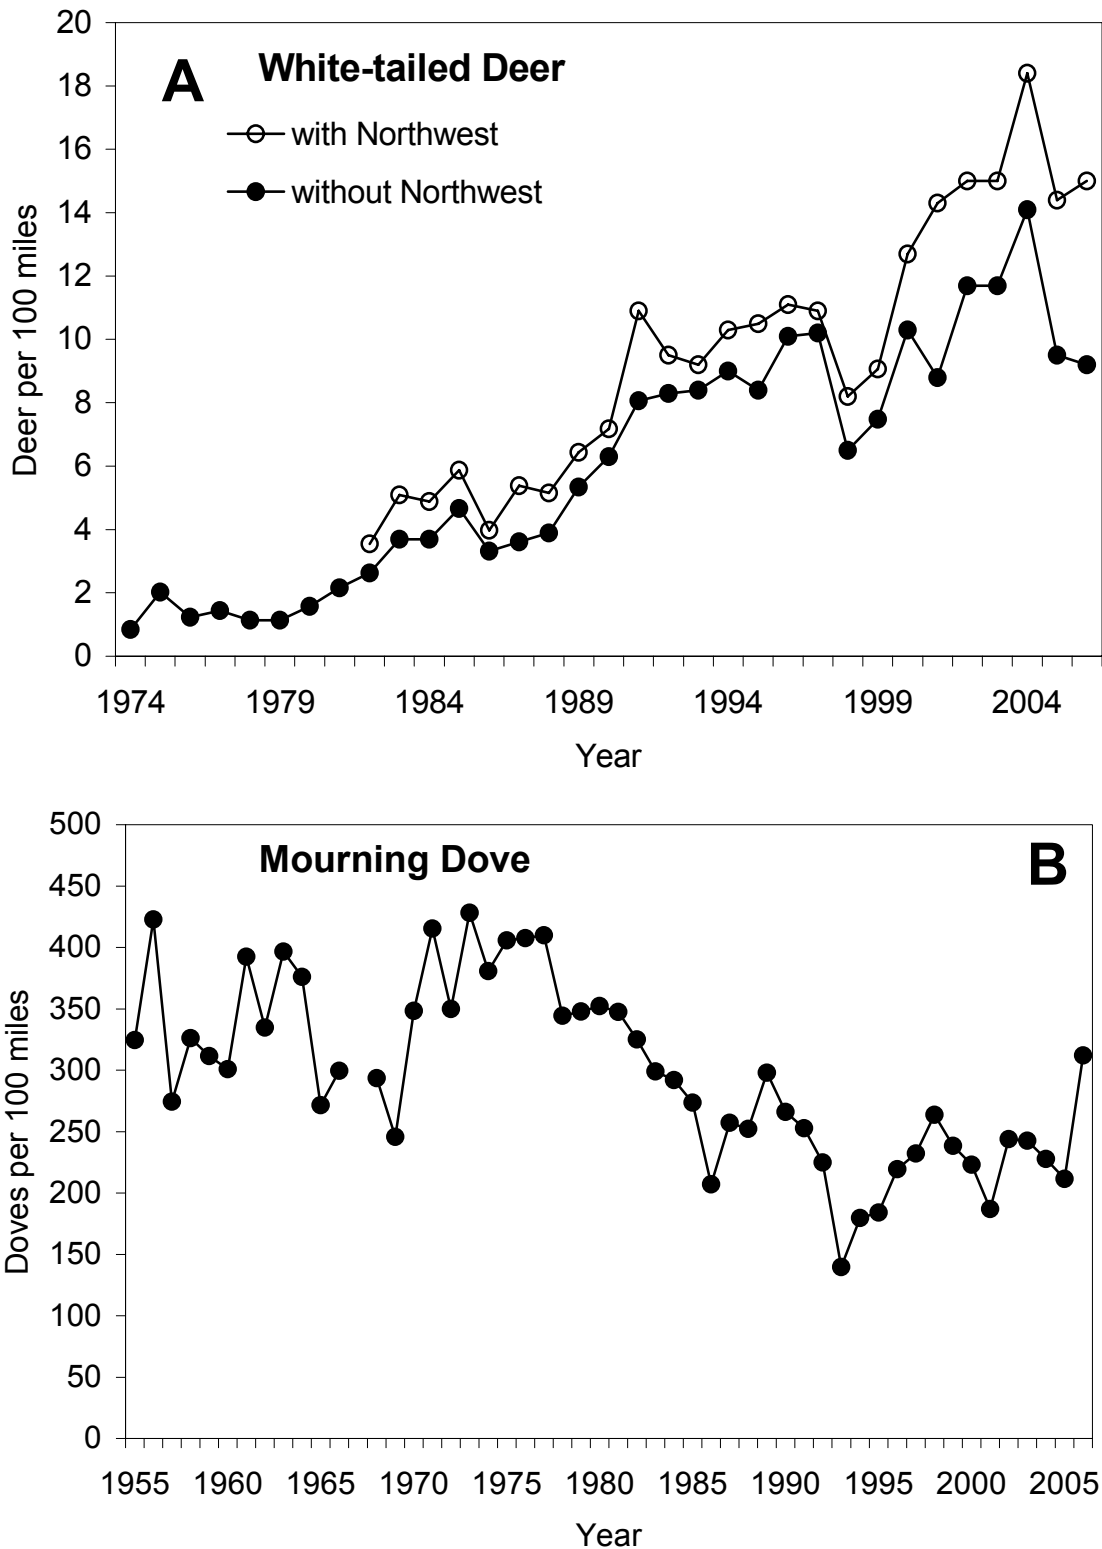 20
18
16
14
12
10
8
6
4
2
0
Deer per 100 miles
A
White-tailed Deer
with Northwest
without Northwest
1974 1979 1984 1989 1994 1999 2004
Year
500
450
400
350
300
250
200
150
100
50
0
Doves per 100 miles
Mourning Dove
B
1955 1960 1965 1970 1975 1980 1985 1990 1995 2000 2005
Year